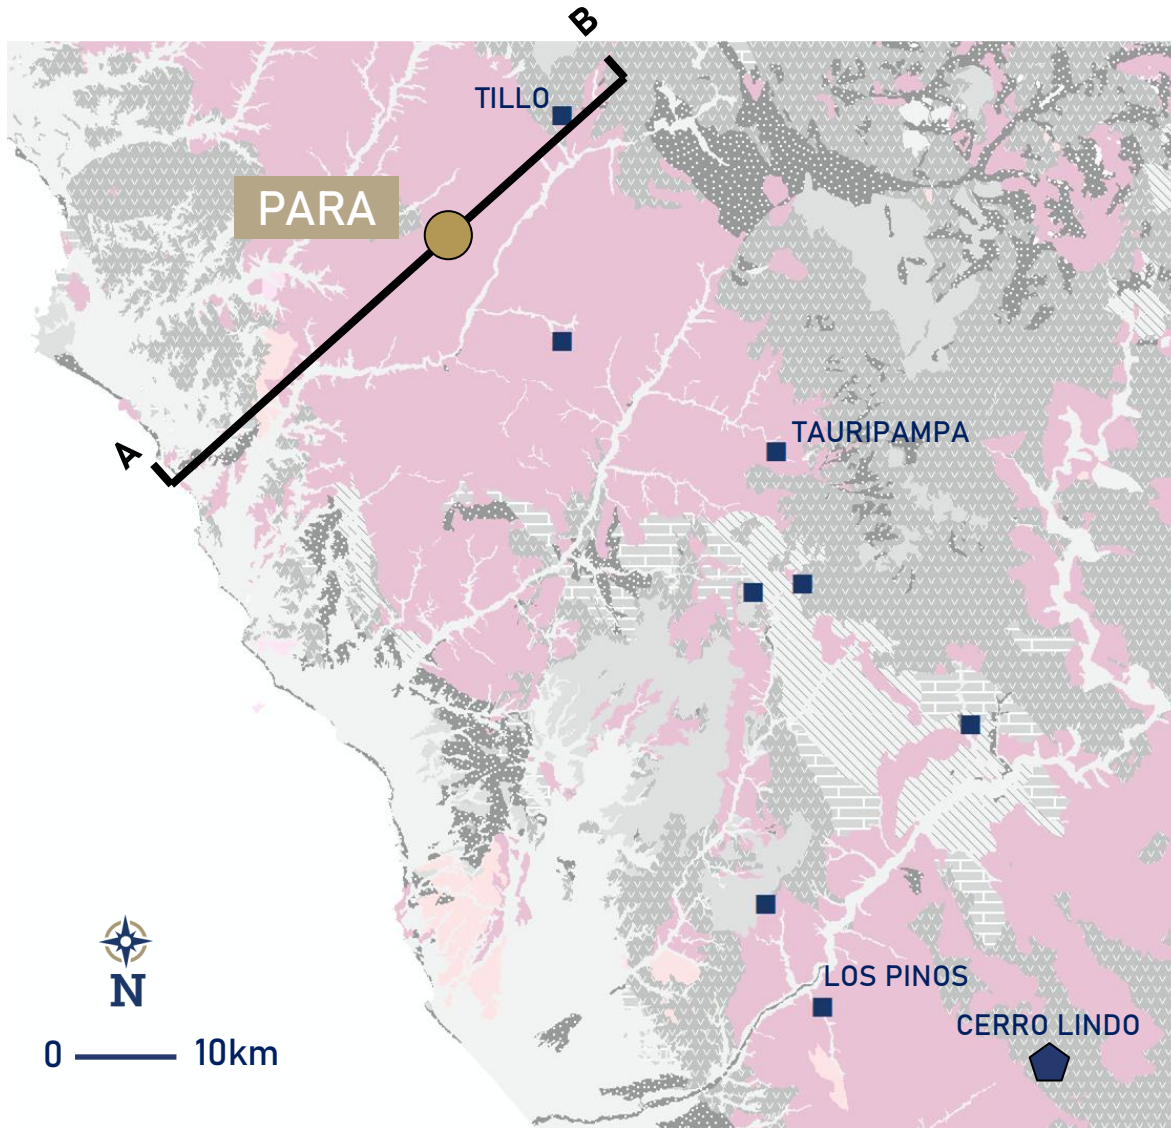 B
TILLO
PARA
TAURIPAMPA
A
LOS PINOS
N
CERRO LINDO
0 10km